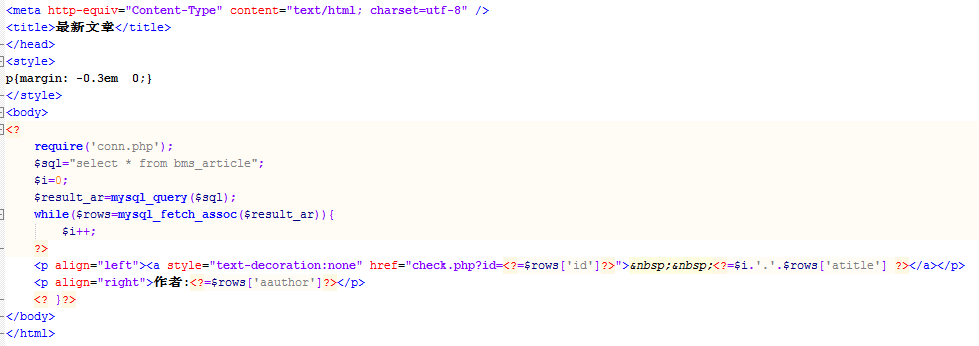 <meta http-equiv="Content-Type" content="text/html; charset=utf-8" />
<title>最新文章</title>
</head>
<style>
p{margin: -0.3em  0;}
</style>
<body>
<?
    require('conn.php');
    $sql="select * from bms_article";
    $i=0;
    $result_ar=mysql_query($sql);
    while($rows=mysql_fetch_assoc($result_ar)){
        $i++;
    ?>
    <p align="left"><a style="text-decoration:none" href="check.php?id=<?=$rows['id']?>">&nbsp;&nbsp;<?=$i.'.'.$rows['atitle'] ?></a></p>
    <p align="right">作者:<?=$rows['aauthor']?></p>
    <? }?>
</body>
</html>